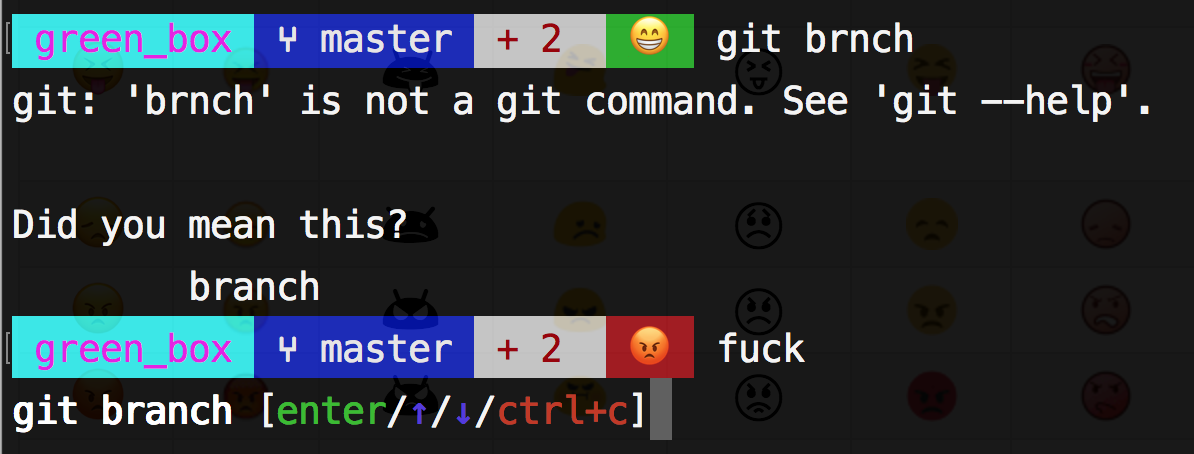 green_box ⑂ master + 2 😁 git brnch
git: 'brnch' is not a git command. See 'git --help'.
Did you mean this?
branch
green_box ⑂ master + 2 😡 fuck
git branch [enter/↑/↓/ctrl+c]